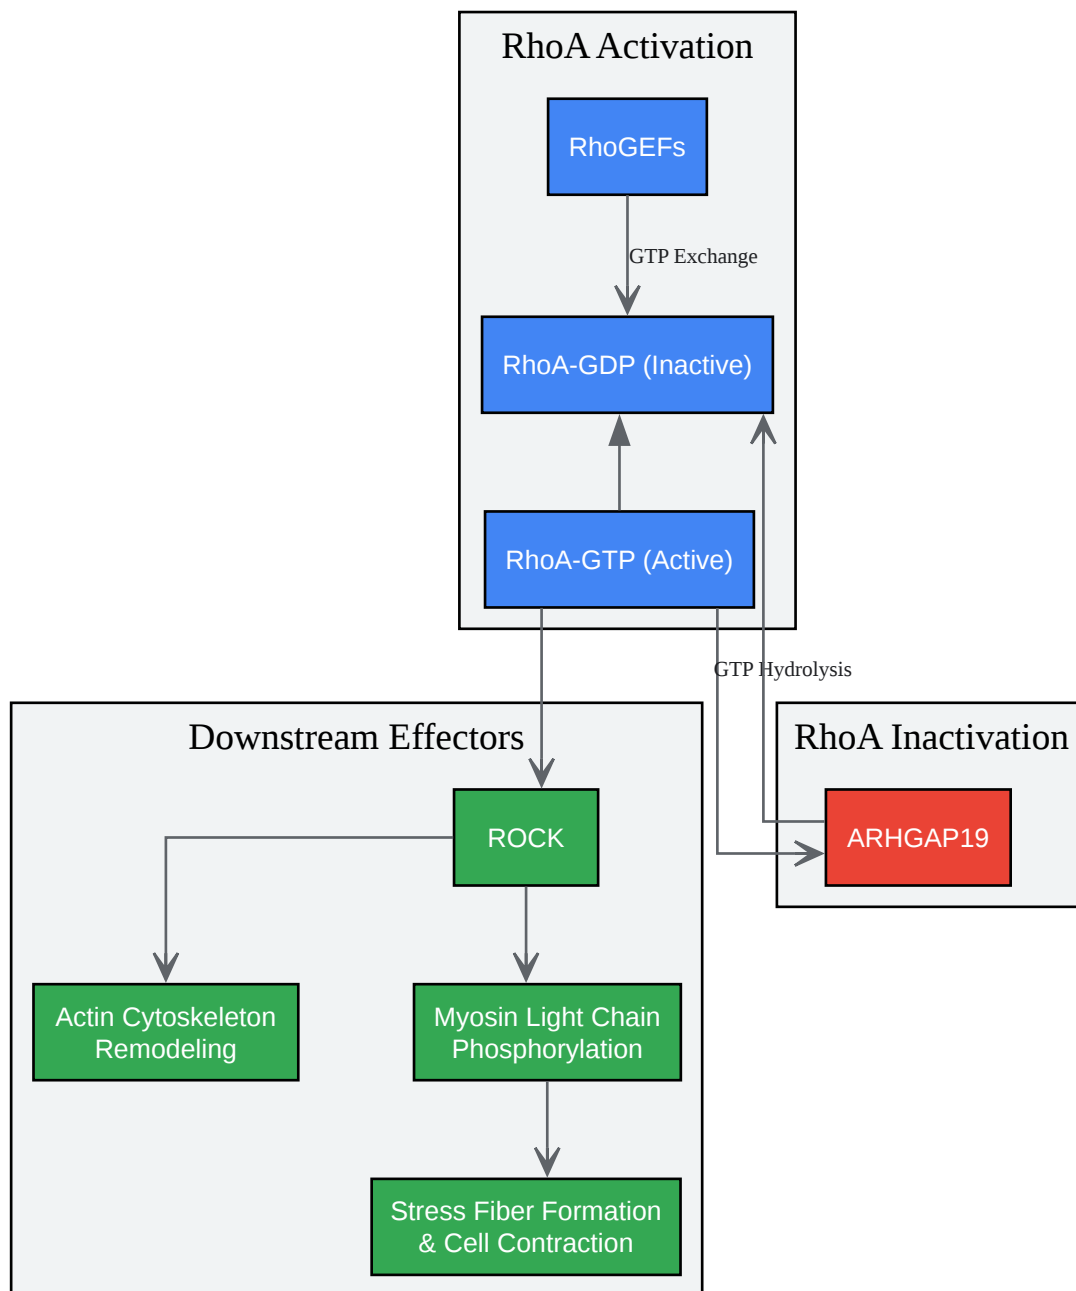 RhoA Activation
RhoGEFs
GTP Exchange
RhoA-GDP (Inactive)
RhoA-GTP (Active)
GTP Hydrolysis
Downstream Effectors
RhoA Inactivation
ROCK
ARHGAP19
Actin Cytoskeleton
Remodeling
Myosin Light Chain
Phosphorylation
Stress Fiber Formation
& Cell Contraction